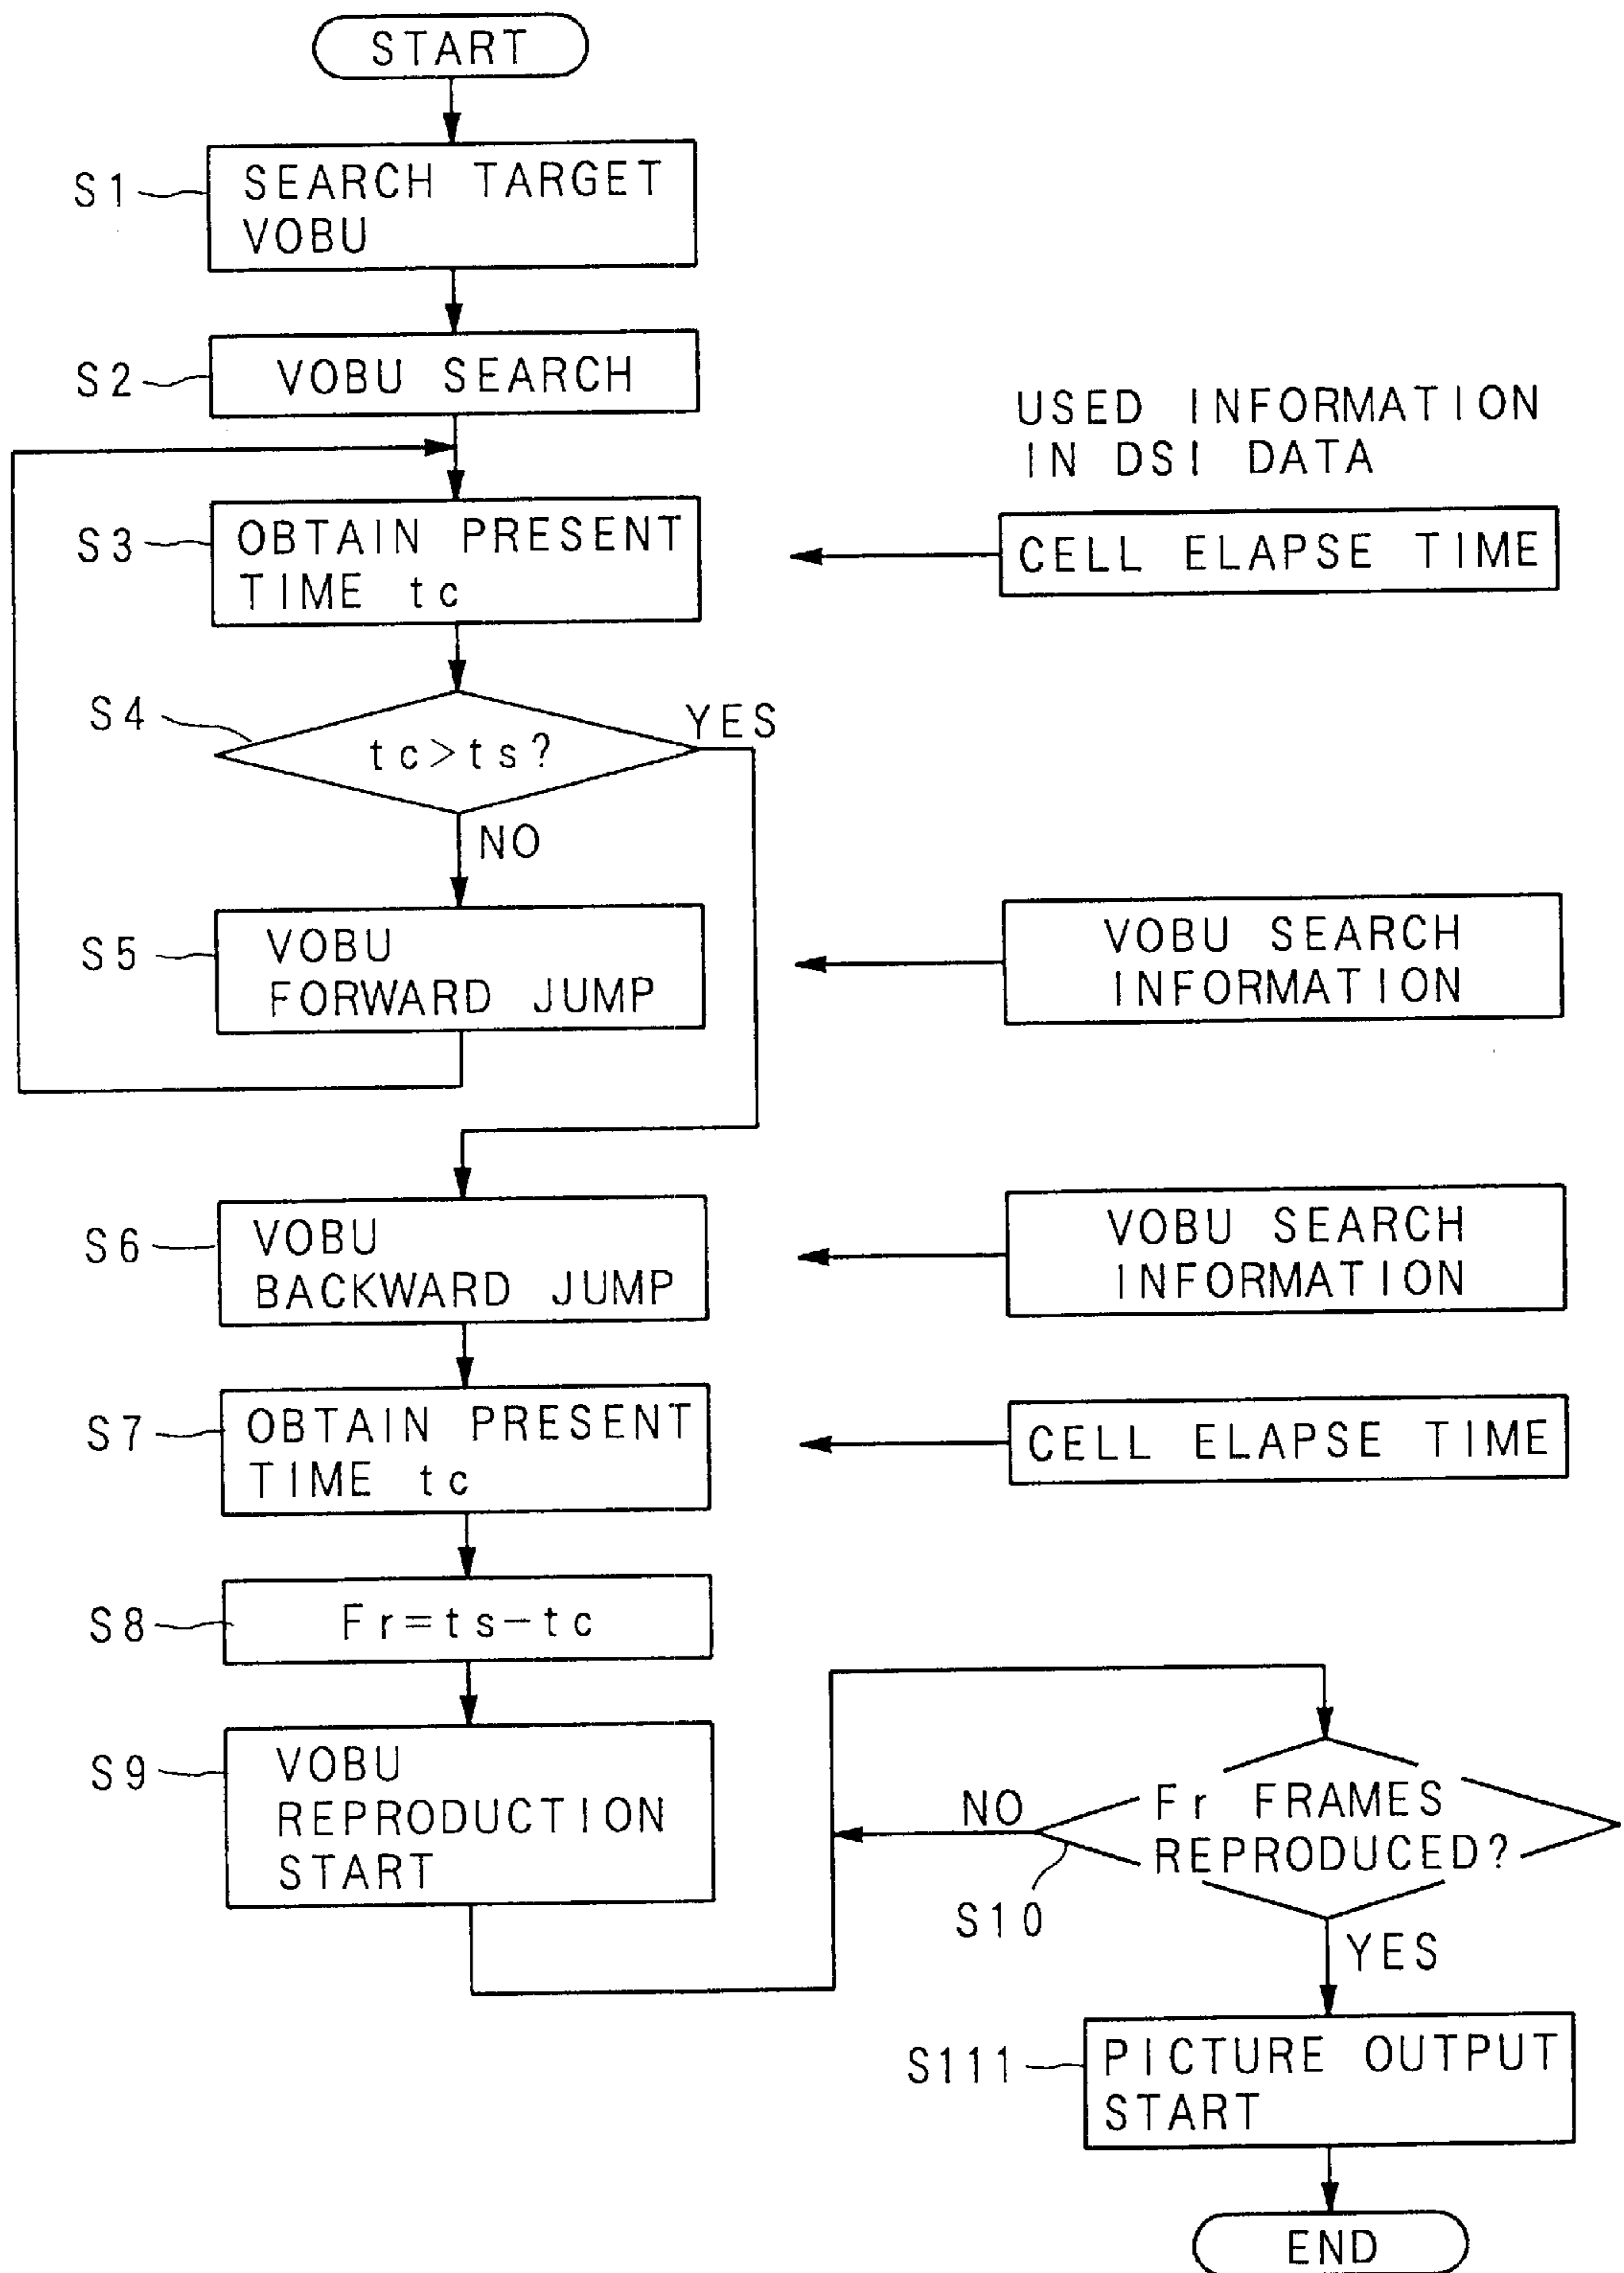 START
S1
SEARCH TARGET
VOBU
S2
VOBU SEARCH
USED INFORMATION
IN DSI DATA
S3
OBTAIN PRESENT
TIME tc
CELL ELAPSE TIME
S4
tc>ts?
YES
NO
S5
VOBU
FORWARD JUMP
VOBU SEARCH
INFORMATION
S6
VOBU
BACKWARD JUMP
VOBU SEARCH
INFORMATION
S7
OBTAIN PRESENT
TIME tc
CELL ELAPSE TIME
S8
Fr=ts-tc
S9
VOBU
REPRODUCTION
START
NO
Fr FRAMES
REPRODUCED?
S10
YES
S111
PICTURE OUTPUT
START
END